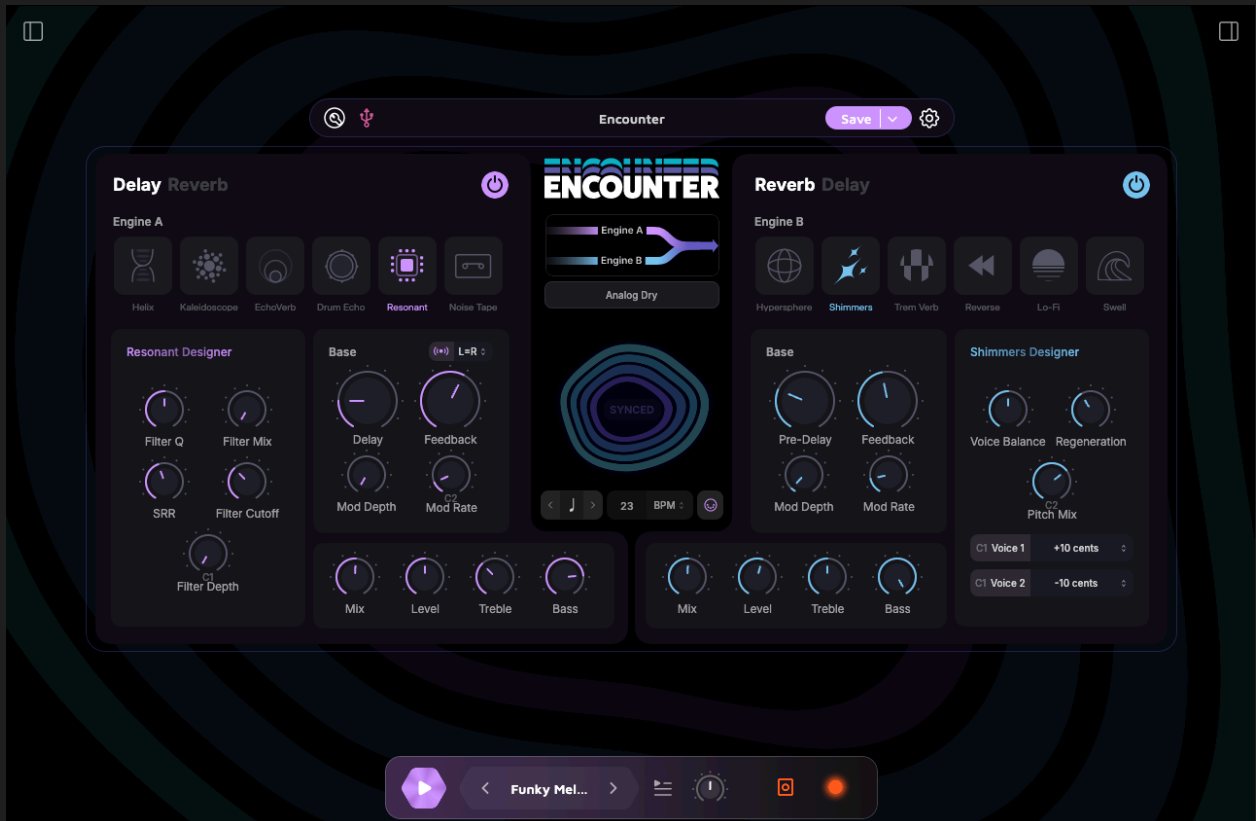 Encounter
Save
Delay Reverb
Engine A
Helix
Kaleidoscope
EchoVerb
Drum Echo
Resonant
Noise Tape
Resonant Designer
Filter Q
Filter Mix
SRR
Filter Cutoff
C1
Filter Depth
Base
L=R
Delay
Feedback
Mod Depth
C2
Mod Rate
Mix
Level
Treble
Bass
ENCOUNTER
ENCOUNTER
Engine A
Engine B
Analog Dry
SYNCED
23
BPM
Reverb Delay
Engine B
Hypersphere
Shimmers
Trem Verb
Reverse
Lo-Fi
Swell
Base
Pre-Delay
Feedback
Mod Depth
Mod Rate
Shimmers Designer
Voice Balance
Regeneration
C2
Pitch Mix
C1 Voice 1
+10 cents
C1 Voice 2
-10 cents
Mix
Level
Treble
Bass
Funky Mel...